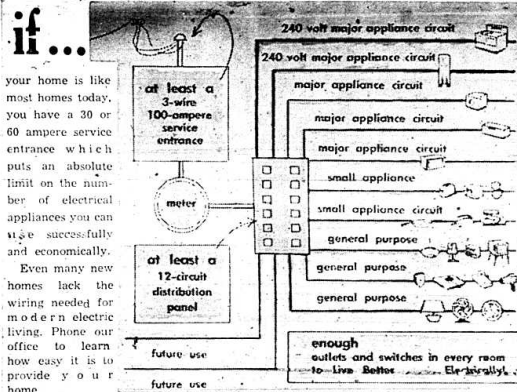 if...
your home is like
most homes today,
you have a 30 or
60 ampere service
entrance which
puts an absolute
limit on the num-
ber of electrical
appliances you can
use successfully
and economically.
Even many new
homes lack the
wiring needed for
modern electric
living. Phone our
office to learn
how easy it is to
provide your
home
at least a
3-wire
100-ampere
service
entrance
meter
at least a
12-circuit
distribution
panel
240 volt major appliance circuit
240 volt major appliance circuit
major appliance circuit
major appliance circuit
major appliance circuit
small appliance
small appliance circuit
general purpose
general purpose
general purpose
future use
future use
enough
outlets and switches in every room
to Live Better Electrically!